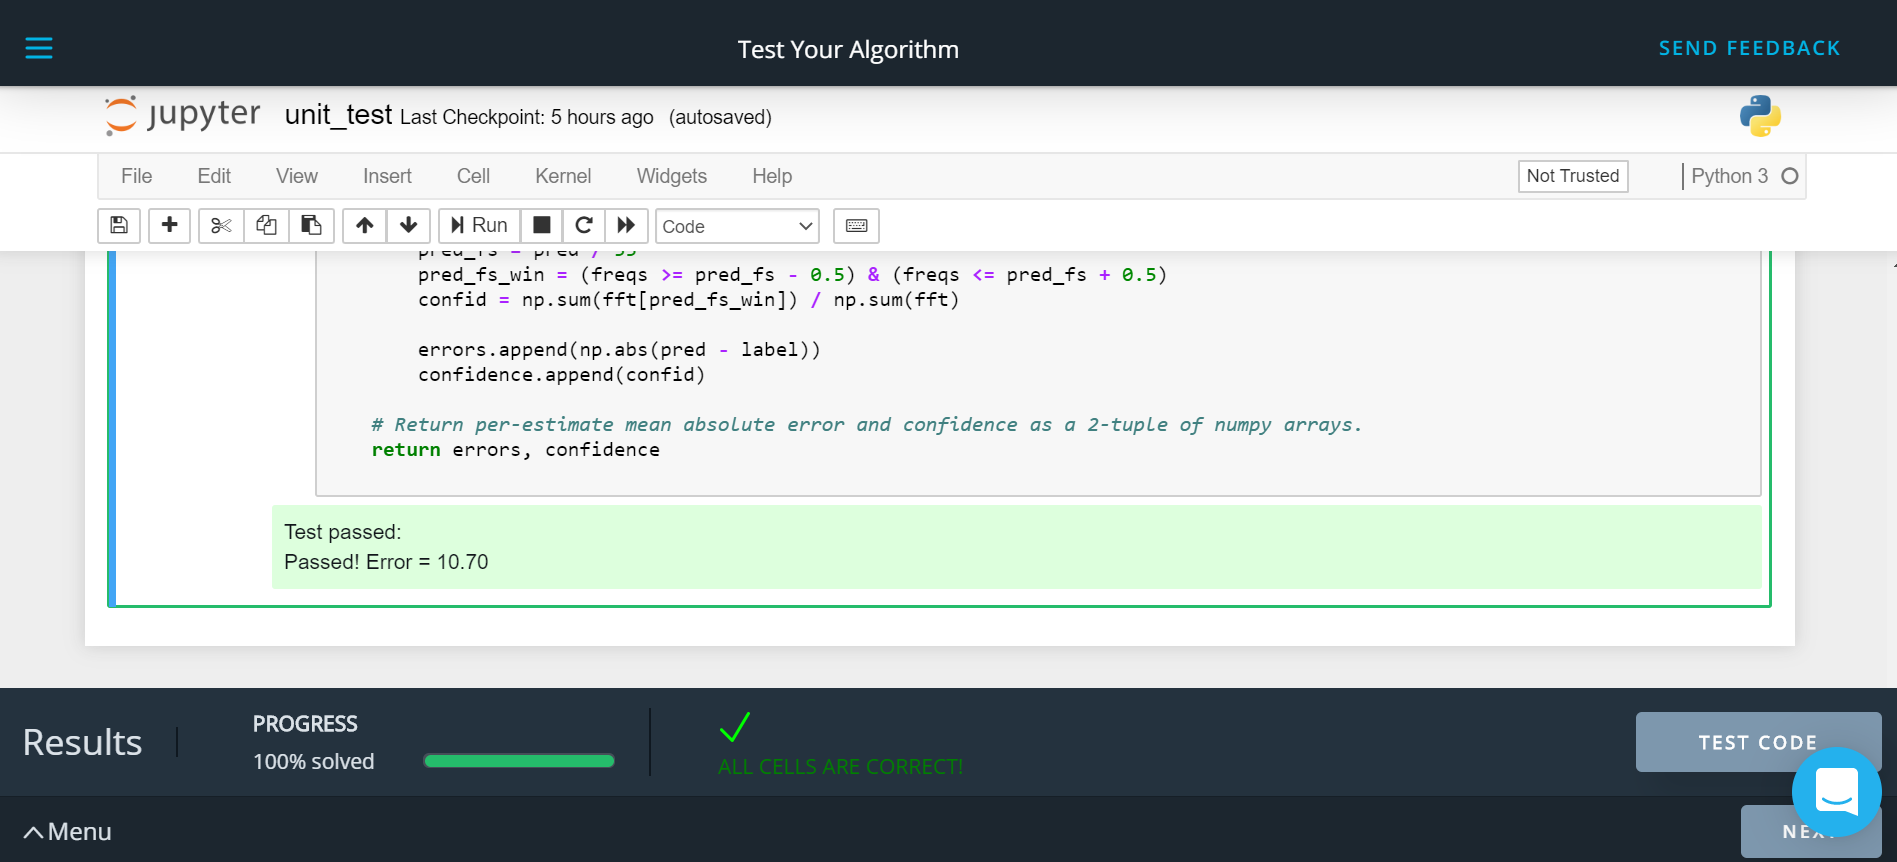 Test Your Algorithm
SEND FEEDBACK
jupyter unit_test Last Checkpoint: 5 hours ago (autosaved)
File Edit View Insert Cell Kernel Widgets Help
Not Trusted
Python 3
Run
Code
pred_fs = pred / 55
pred_fs_win = (freqs >= pred_fs - 0.5) & (freqs <= pred_fs + 0.5)
confid = np.sum(fft[pred_fs_win]) / np.sum(fft)
errors.append(np.abs(pred - label))
confidence.append(confid)
# Return per-estimate mean absolute error and confidence as a 2-tuple of numpy arrays.
return errors, confidence
Test passed:
Passed! Error = 10.70
Results
PROGRESS
100% solved
ALL CELLS ARE CORRECT!
TEST CODE
Menu